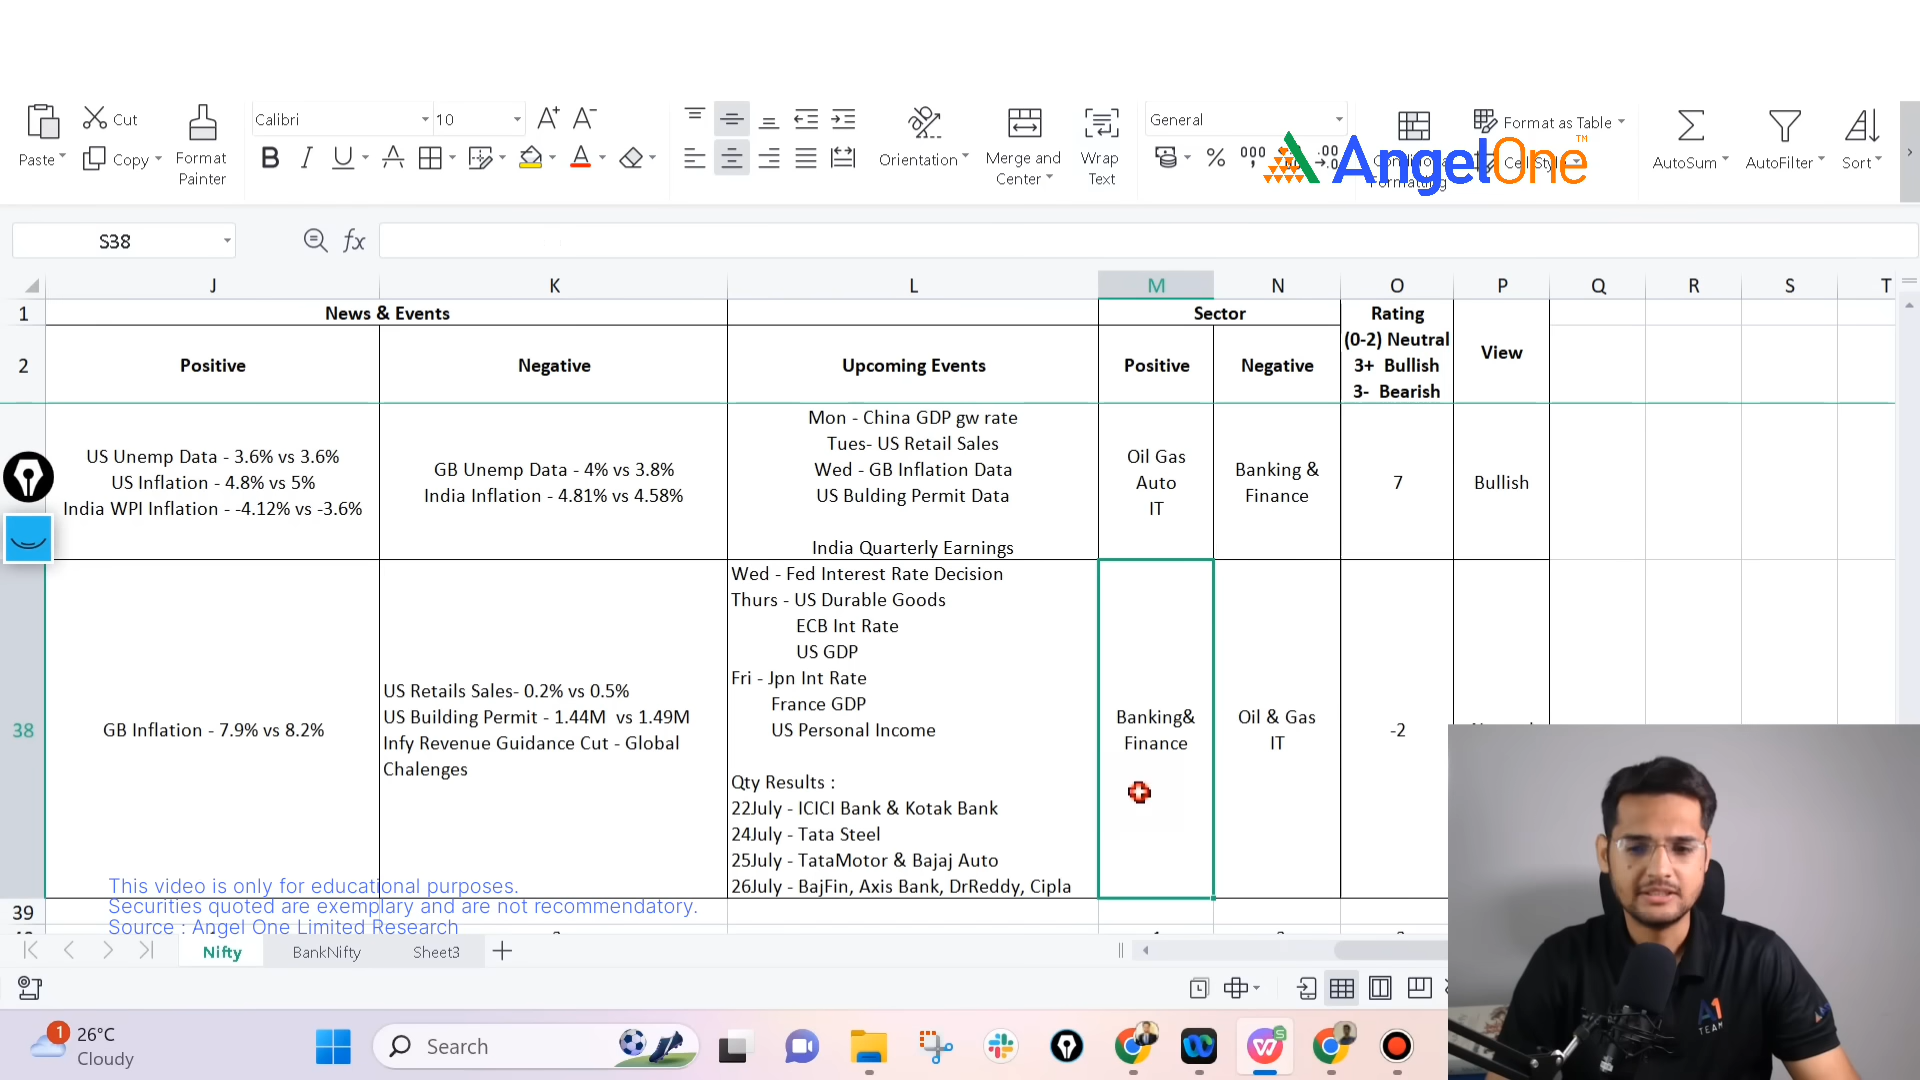 Cut
Copy
Paste
Format
Painter
Calibri
10
Orientation
Merge and
Center
Wrap
Text
General
Format as Table
AngelOne™
Formatting
AutoSum
AutoFilter
Sort
S38
fx
J K L M N O P Q R S T
1
News & Events
Sector
Rating
(0-2) Neutral
3+ Bullish
3- Bearish
View
2
Positive
Negative
Upcoming Events
Positive
Negative
US Unemp Data - 3.6% vs 3.6%
US Inflation - 4.8% vs 5%
India WPI Inflation - -4.12% vs -3.6%
GB Unemp Data - 4% vs 3.8%
India Inflation - 4.81% vs 4.58%
Mon - China GDP gw rate
Tues- US Retail Sales
Wed - GB Inflation Data
US Bulding Permit Data
India Quarterly Earnings
Oil Gas
Auto
IT
Banking &
Finance
7
Bullish
38
GB Inflation - 7.9% vs 8.2%
US Retails Sales- 0.2% vs 0.5%
US Building Permit - 1.44M vs 1.49M
Infy Revenue Guidance Cut - Global
Chalenges
Wed - Fed Interest Rate Decision
Thurs - US Durable Goods
ECB Int Rate
US GDP
Fri - Jpn Int Rate
France GDP
US Personal Income
Qty Results :
22July - ICICI Bank & Kotak Bank
24July - Tata Steel
25July - TataMotor & Bajaj Auto
26July - BajFin, Axis Bank, DrReddy, Cipla
Banking&
Finance
Oil & Gas
IT
-2
This video is only for educational purposes.
Securities quoted are exemplary and are not recommendatory.
Source : Angel One Limited Research
39
Nifty
BankNifty
Sheet3
A1
TEAM
1
26°C
Cloudy
Search